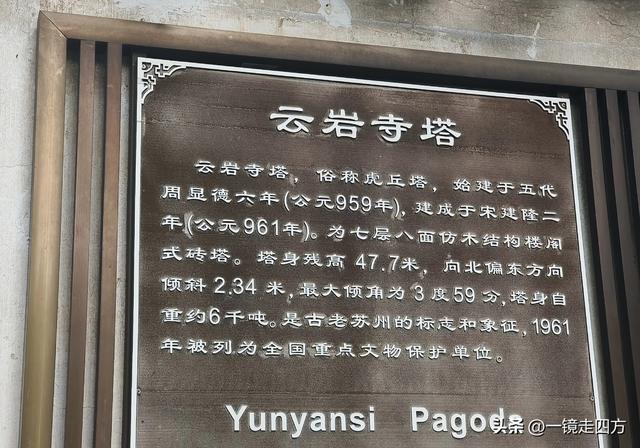 云岩寺塔
云岩寺塔，俗称虎丘塔，始建于五代
周显德六年(公元959年)，建成于宋建隆二
年(公元961年)。为七层八面仿木结构楼阁
式砖塔。塔身残高 47.7米，向北偏东方向
倾斜 2.34 米,最大倾角为 3 度59 分,塔身自
重约6千吨。是古老苏州的标志和象征,1961
年被列为全国重点文物保护单位。
Yunyansi Pagoda
头条 @一镜走四方